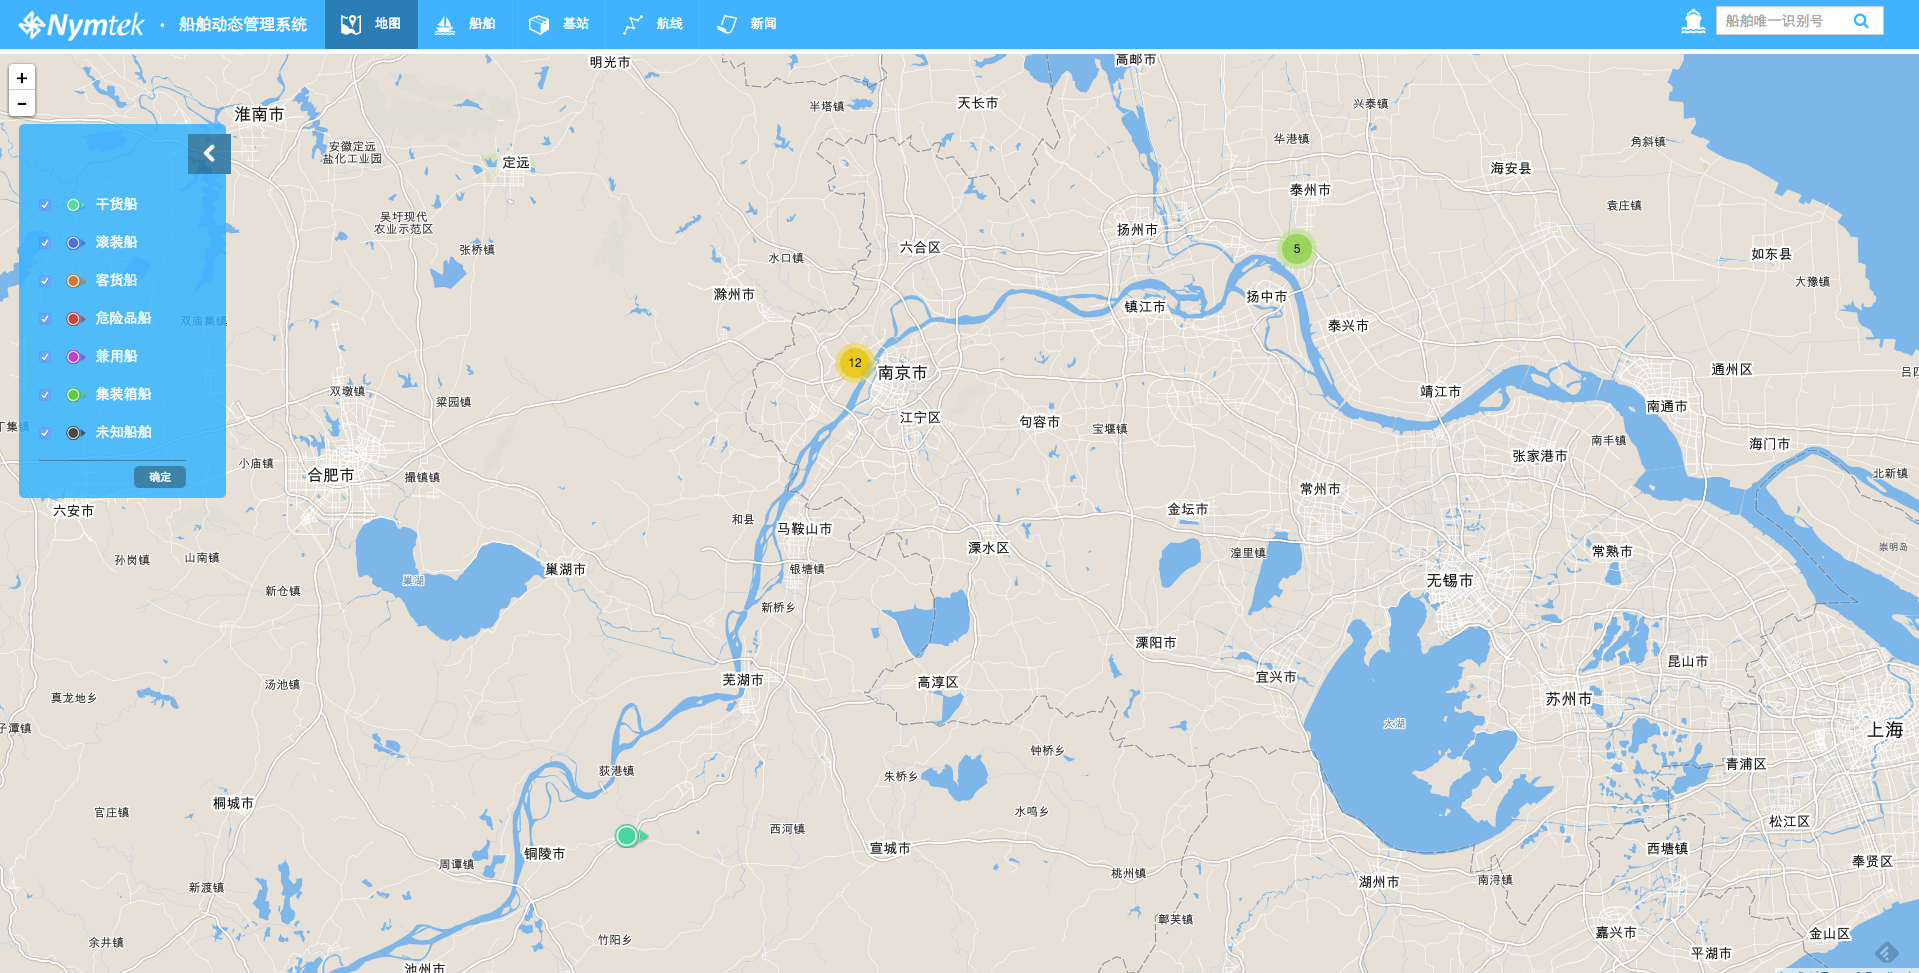 Nymtek · 船舶动态管理系统 地图 船舶 基站 航线 新闻 船舶唯一识别号
+
-
明光市 高邮市
半塔镇 天长市 兴泰镇
淮南市
安徽定远
盐化工业园
定远 华港镇 角斜镇
海安县
泰州市
吴圩现代
农业示范区
袁庄镇
干货船
滚装船
客货船
危险品船
兼用船
集装箱船
未知船舶
确定
张桥镇 水口镇 六合区 扬州市 5 如东县
滁州市 镇江市 扬中市 大豫镇
双庙集镇 泰兴市
12 南京市 通州区 吕四
双墩镇 梁园镇 靖江市 南通市
江宁区 句容市 宝堰镇
丁集镇 南丰镇 海门市
小庙镇 合肥市 撮镇镇 张家港市 北新镇
六安市 和县 马鞍山市 金坛市 常州市
孙岗镇 山南镇 溧水区 湟里镇 常熟市 崇明岛
新仓镇 巢湖 巢湖市 银塘镇 无锡市
新桥乡
溧阳市 昆山市
汤池镇 芜湖市 高淳区 宜兴市
真龙地乡 苏州市
子潭镇 太湖 上海
荻港镇 朱桥乡 钟桥乡 青浦区
官庄镇 桐城市 水鸣乡 松江区
西河镇
周潭镇 铜陵市 宣城市 西塘镇 奉贤区
新渡镇 桃州镇 湖州市 南浔镇
鄣芙镇
余井镇 竹阳乡 嘉兴市 金山区
池州市 平湖市